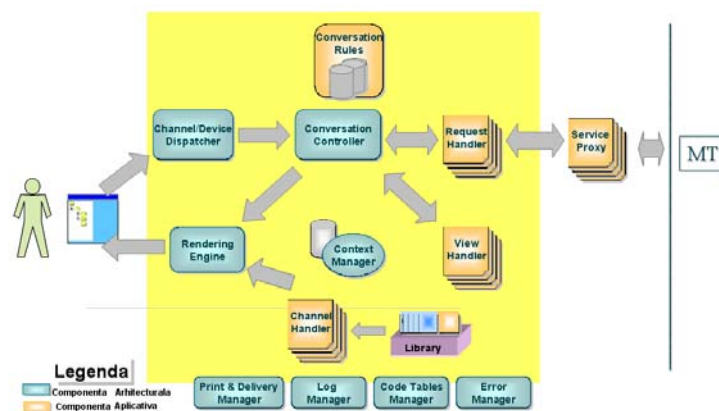 Conversation
Rules
Channel/Device
Dispatcher
Conversation
Controller
Request
Handler
Service
Proxy
MT
Rendering
Engine
Context
Manager
View
Handler
Channel
Handler
Library
Legenda
Componenta Arhitecturala
Componenta Aplicativa
Print & Delivery
Manager
Log
Manager
Code Tables
Manager
Error
Manager